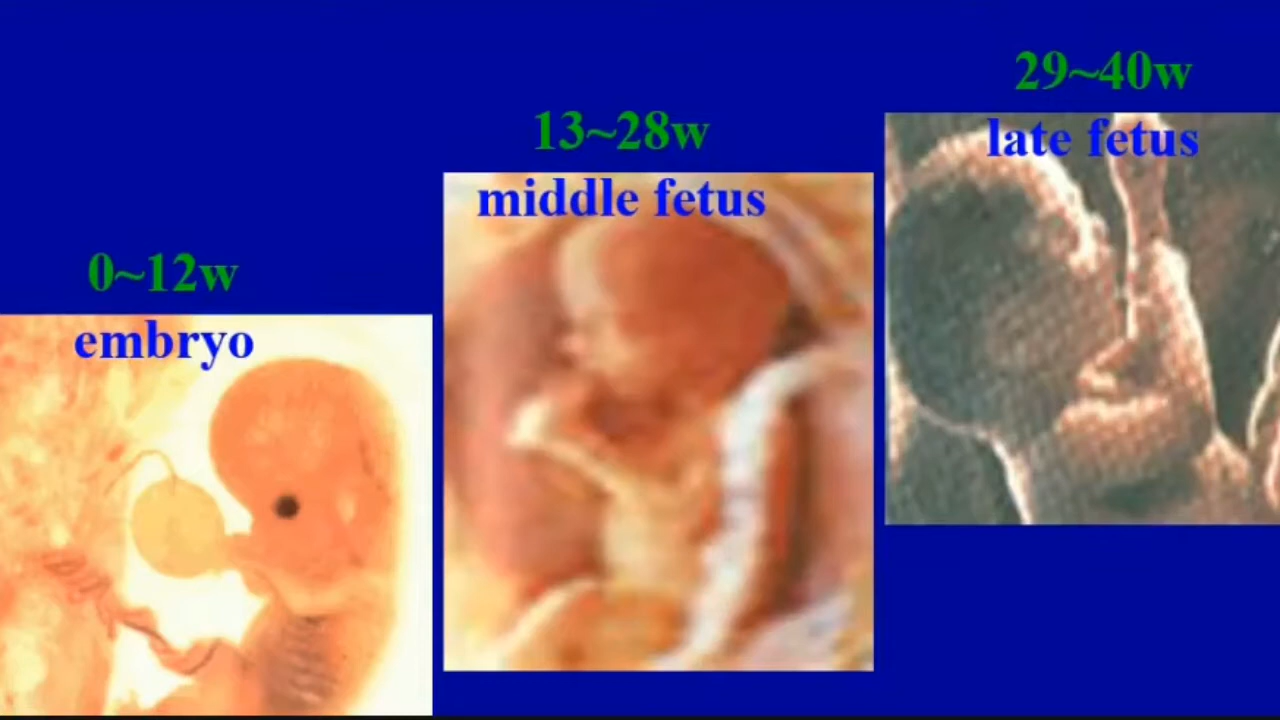 0~12w
embryo
13~28w
middle fetus
29~40w
late fetus